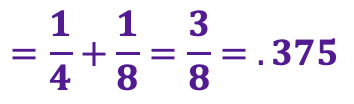 = 1/4 + 1/8 = 3/8 = .375